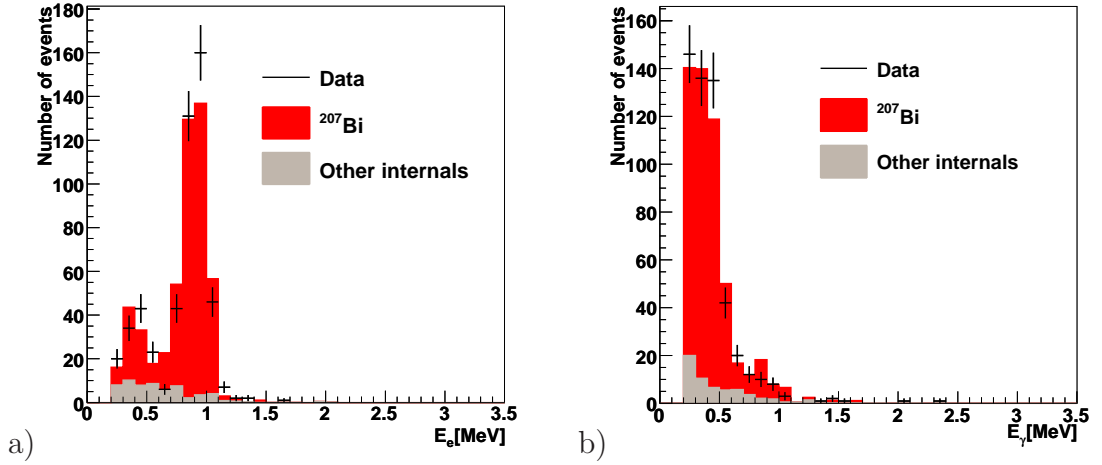 Number of events
180
160
140
120
100
80
60
40
20
0
Data
²⁰⁷Bi
Other internals
0 0.5 1 1.5 2 2.5 3 3.5
E_e[MeV]
a)
Number of events
160
140
120
100
80
60
40
20
0
Data
²⁰⁷Bi
Other internals
0 0.5 1 1.5 2 2.5 3 3.5
E_γ[MeV]
b)